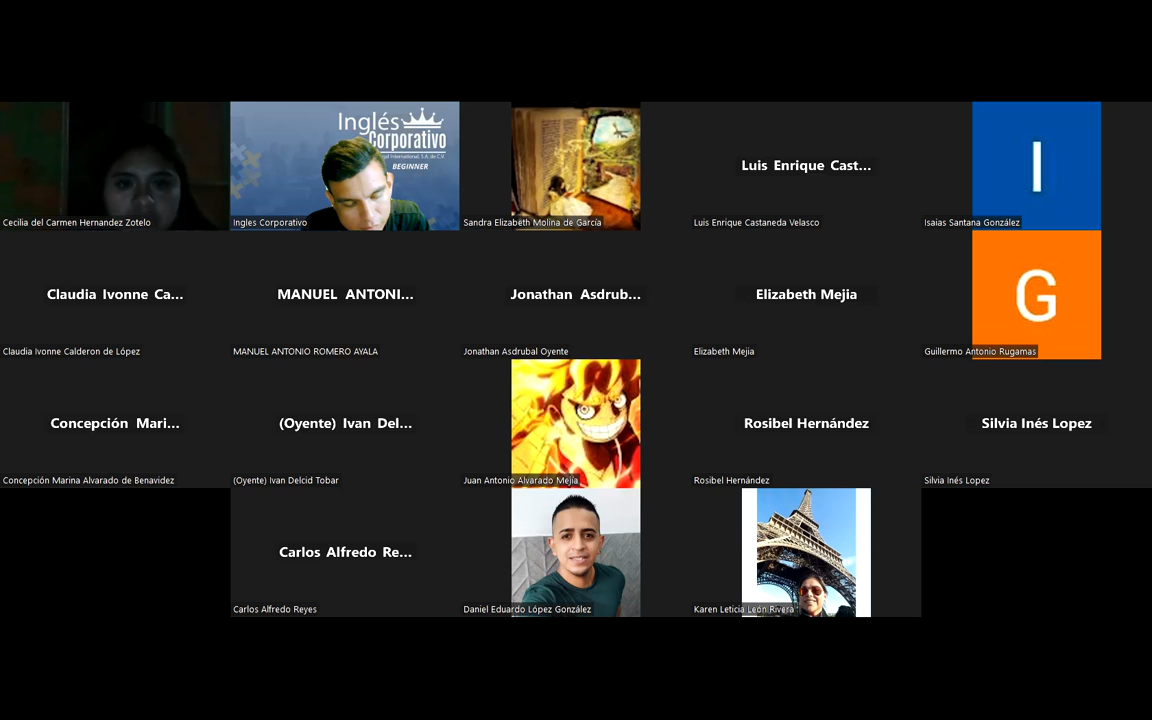 Inglés
Corporativo
BEGINNER
Cecilia del Carmen Hernandez Zotelo
Ingles Corporativo
Sandra Elizabeth Molina de García
Luis Enrique Cast...
Luis Enrique Castaneda Velasco
I
Isaias Santana González
Claudia Ivonne Ca...
Claudia Ivonne Calderon de López
MANUEL ANTONI...
MANUEL ANTONIO ROMERO AYALA
Jonathan Asdrub...
Jonathan Asdrubal Oyente
Elizabeth Mejia
Elizabeth Mejia
G
Guillermo Antonio Rugamas
Concepción Mari...
Concepción Marina Alvarado de Benavidez
(Oyente) Ivan Del...
(Oyente) Ivan Delcid Tobar
Juan Antonio Alvarado Mejía
Rosibel Hernández
Rosibel Hernández
Silvia Inés Lopez
Silvia Inés Lopez
Carlos Alfredo Re...
Carlos Alfredo Reyes
Daniel Eduardo López González
Karen Leticia León Rivera